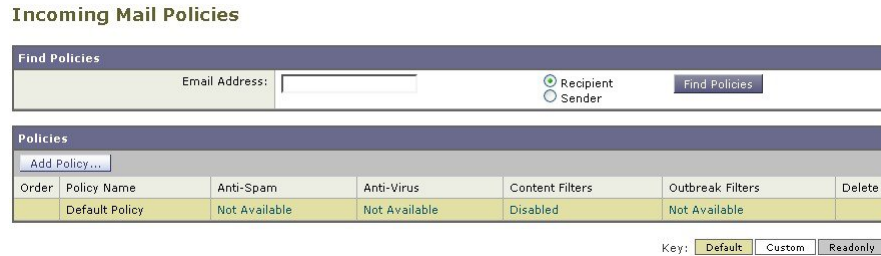 Incoming Mail Policies
Find Policies
Email Address: Recipient Find Policies
Sender
Policies
Add Policy...
Order Policy Name Anti-Spam Anti-Virus Content Filters Outbreak Filters Delete
Default Policy Not Available Not Available Disabled Not Available
Key: Default Custom Readonly